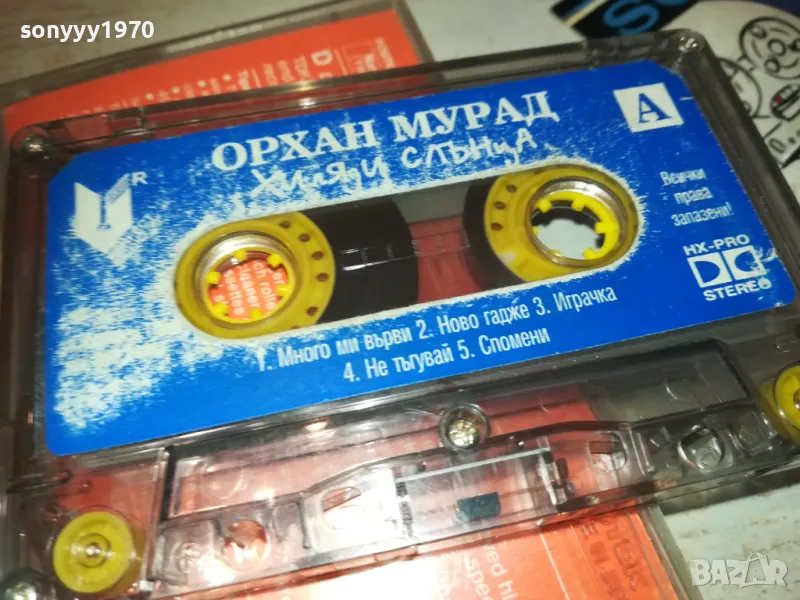 sonyyy1970
ОРХАН МУРАД
ХИЛЯДИ СЛЪНЦА
A
R
Всички
права
запазени!
HX-PRO
STEREO
1. Много ми върви 2. Ново гадже 3. Играчка
4. Не тъгувай 5. Спомени
BAZAR